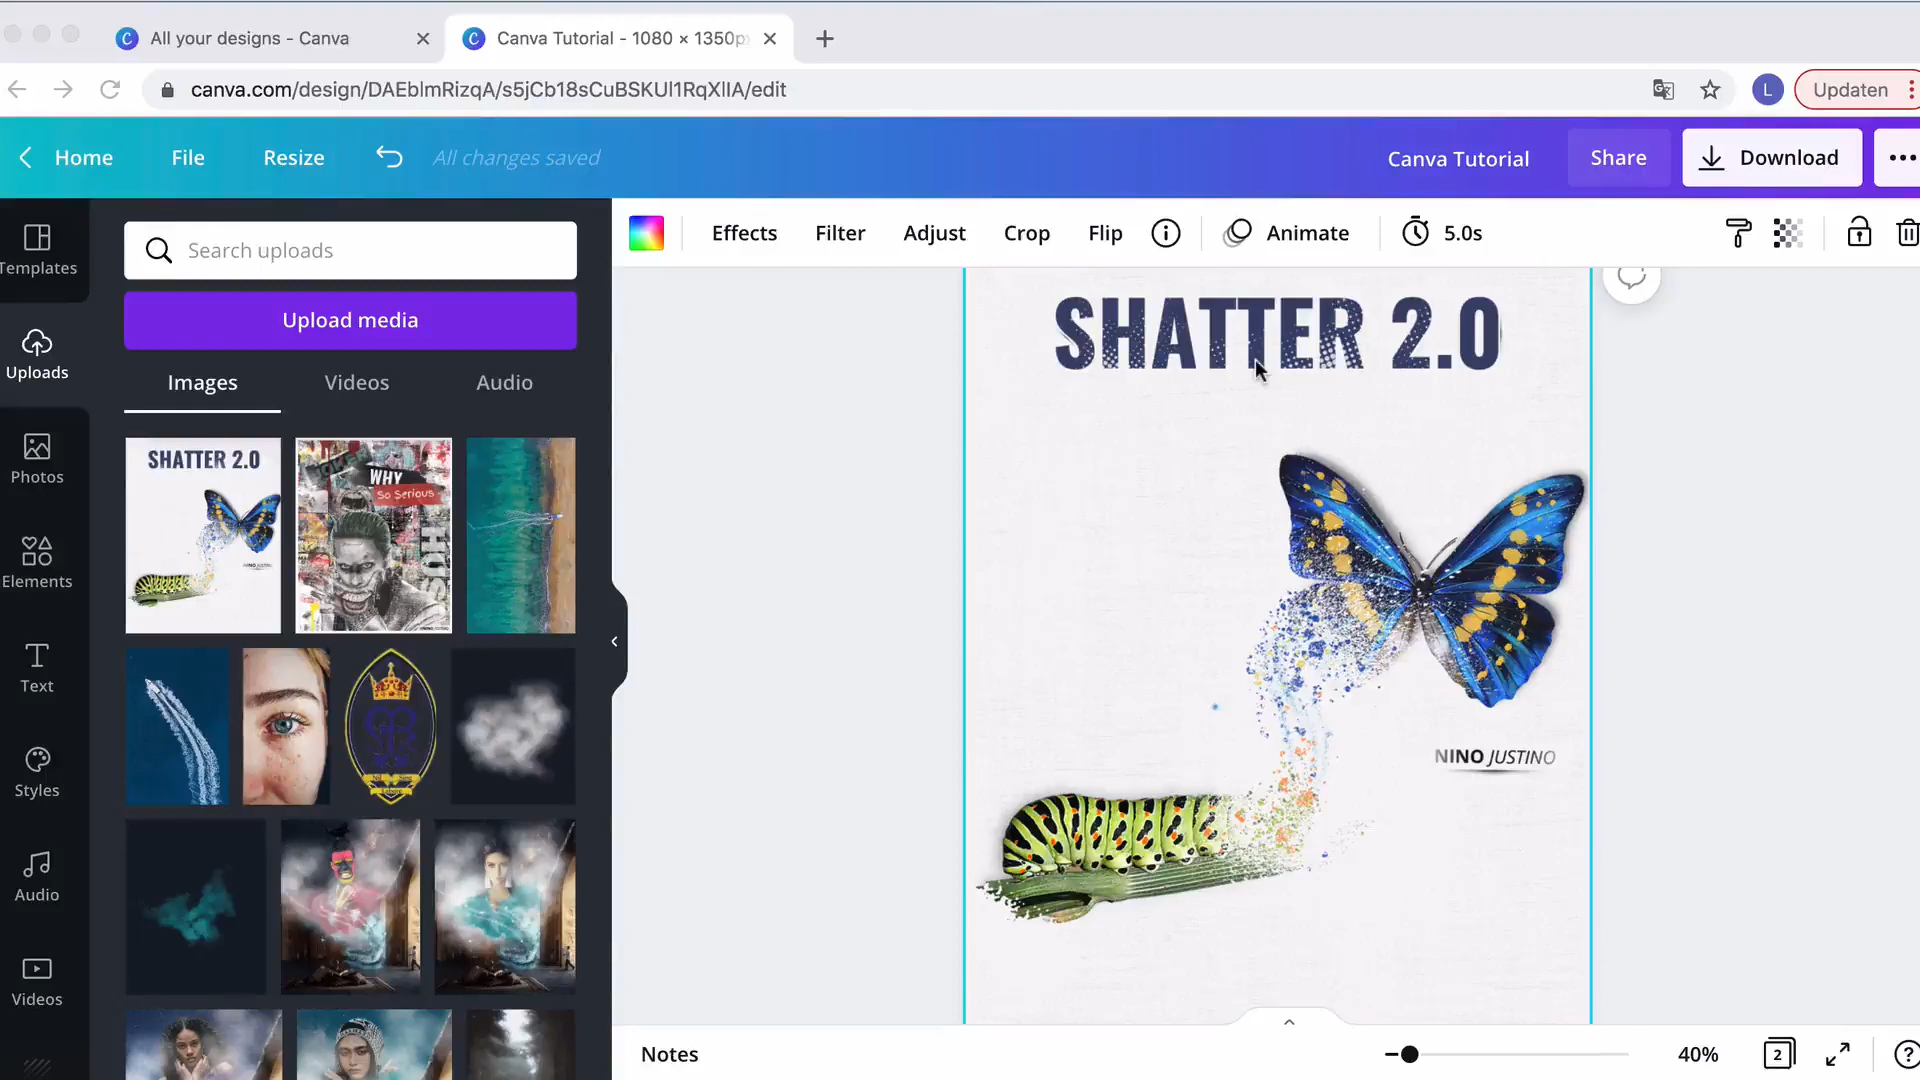 All your designs - Canva
Canva Tutorial - 1080 × 1350p
canva.com/design/DAEblmRizqA/s5jCb18sCuBSKUl1RqXlIA/edit
L
Updaten
Home
File
Resize
All changes saved
Canva Tutorial
Share
Download
Templates
Uploads
Photos
Elements
Text
Styles
Audio
Videos
Search uploads
Upload media
Images
Videos
Audio
SHATTER 2.0
WHY
So Serious
Effects
Filter
Adjust
Crop
Flip
Animate
5.0s
SHATTER 2.0
NINO JUSTINO
Notes
40%
2